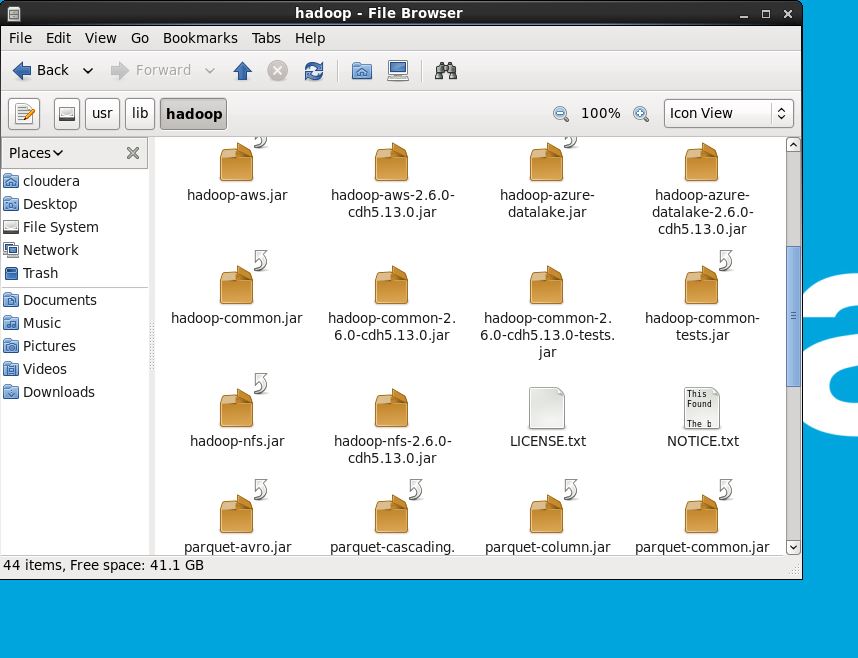 hadoop - File Browser
File Edit View Go Bookmarks Tabs Help
Back Forward
usr lib hadoop 100% Icon View
Places
cloudera
Desktop
File System
Network
Trash
Documents
Music
Pictures
Videos
Downloads
hadoop-aws.jar
hadoop-aws-2.6.0-
cdh5.13.0.jar
hadoop-azure-
datalake.jar
hadoop-azure-
datalake-2.6.0-
cdh5.13.0.jar
hadoop-common.jar
hadoop-common-2.
6.0-cdh5.13.0.jar
hadoop-common-2.
6.0-cdh5.13.0-tests.
jar
hadoop-common-
tests.jar
hadoop-nfs.jar
hadoop-nfs-2.6.0-
cdh5.13.0.jar
LICENSE.txt
This
Found
The b
NOTICE.txt
parquet-avro.jar
parquet-cascading.
parquet-column.jar
parquet-common.jar
44 items, Free space: 41.1 GB
a